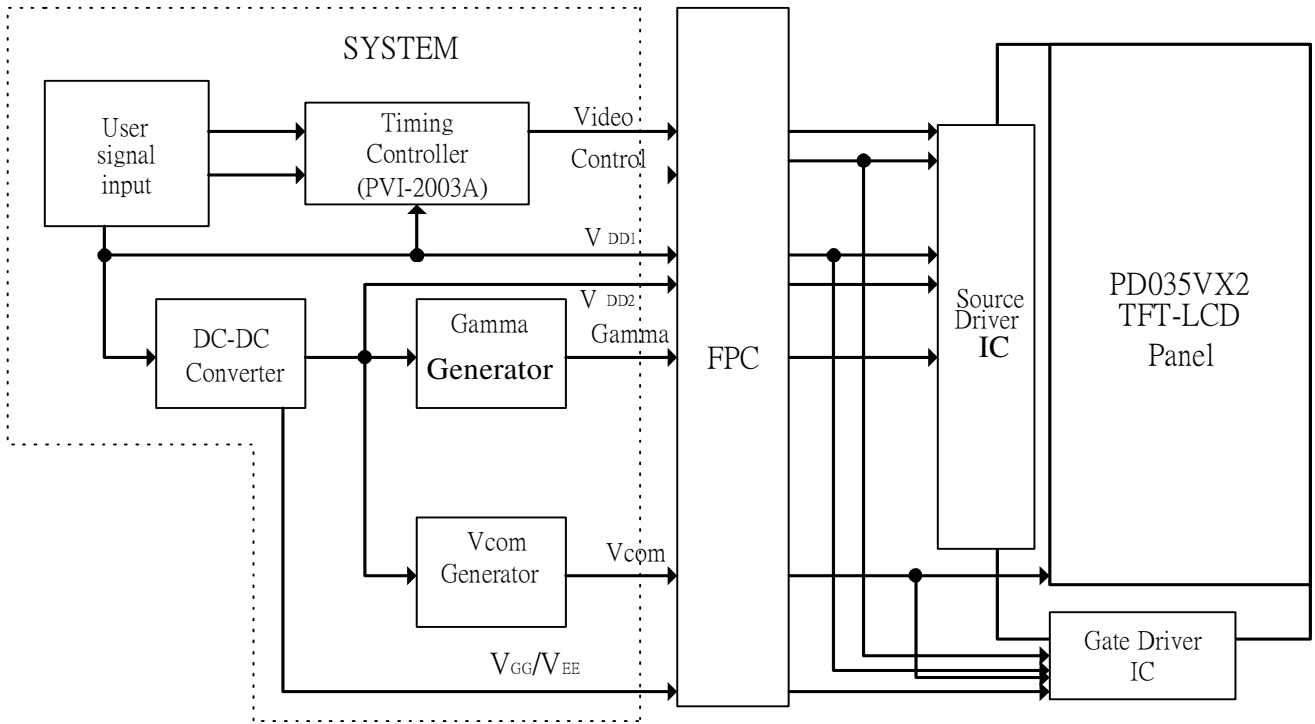 SYSTEM
User
signal
input
Timing
Controller
(PVI-2003A)
Video
Control
V DD1
V DD2
DC-DC
Converter
Gamma
Generator
Gamma
Vcom
Generator
Vcom
VGG/VEE
FPC
Source
Driver
IC
PD035VX2
TFT-LCD
Panel
Gate Driver
IC